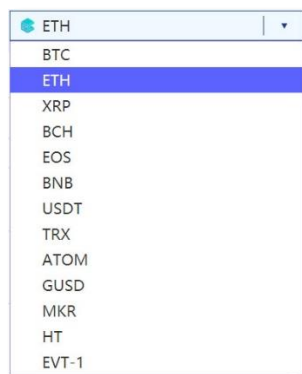 ETH
BTC
ETH
XRP
BCH
EOS
BNB
USDT
TRX
ATOM
GUSD
MKR
HT
EVT-1